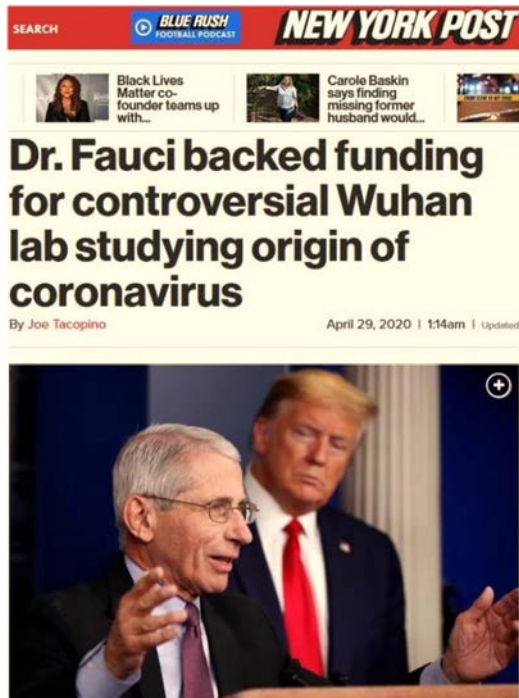 SEARCH
BLUE RUSH
FOOTBALL PODCAST
NEW YORK POST
Black Lives
Matter co-
founder teams up
with...
Carole Baskin
says finding
missing former
husband would...
Dr. Fauci backed funding
for controversial Wuhan
lab studying origin of
coronavirus
By Joe Tacopino
April 29, 2020 | 1:14am | Updated